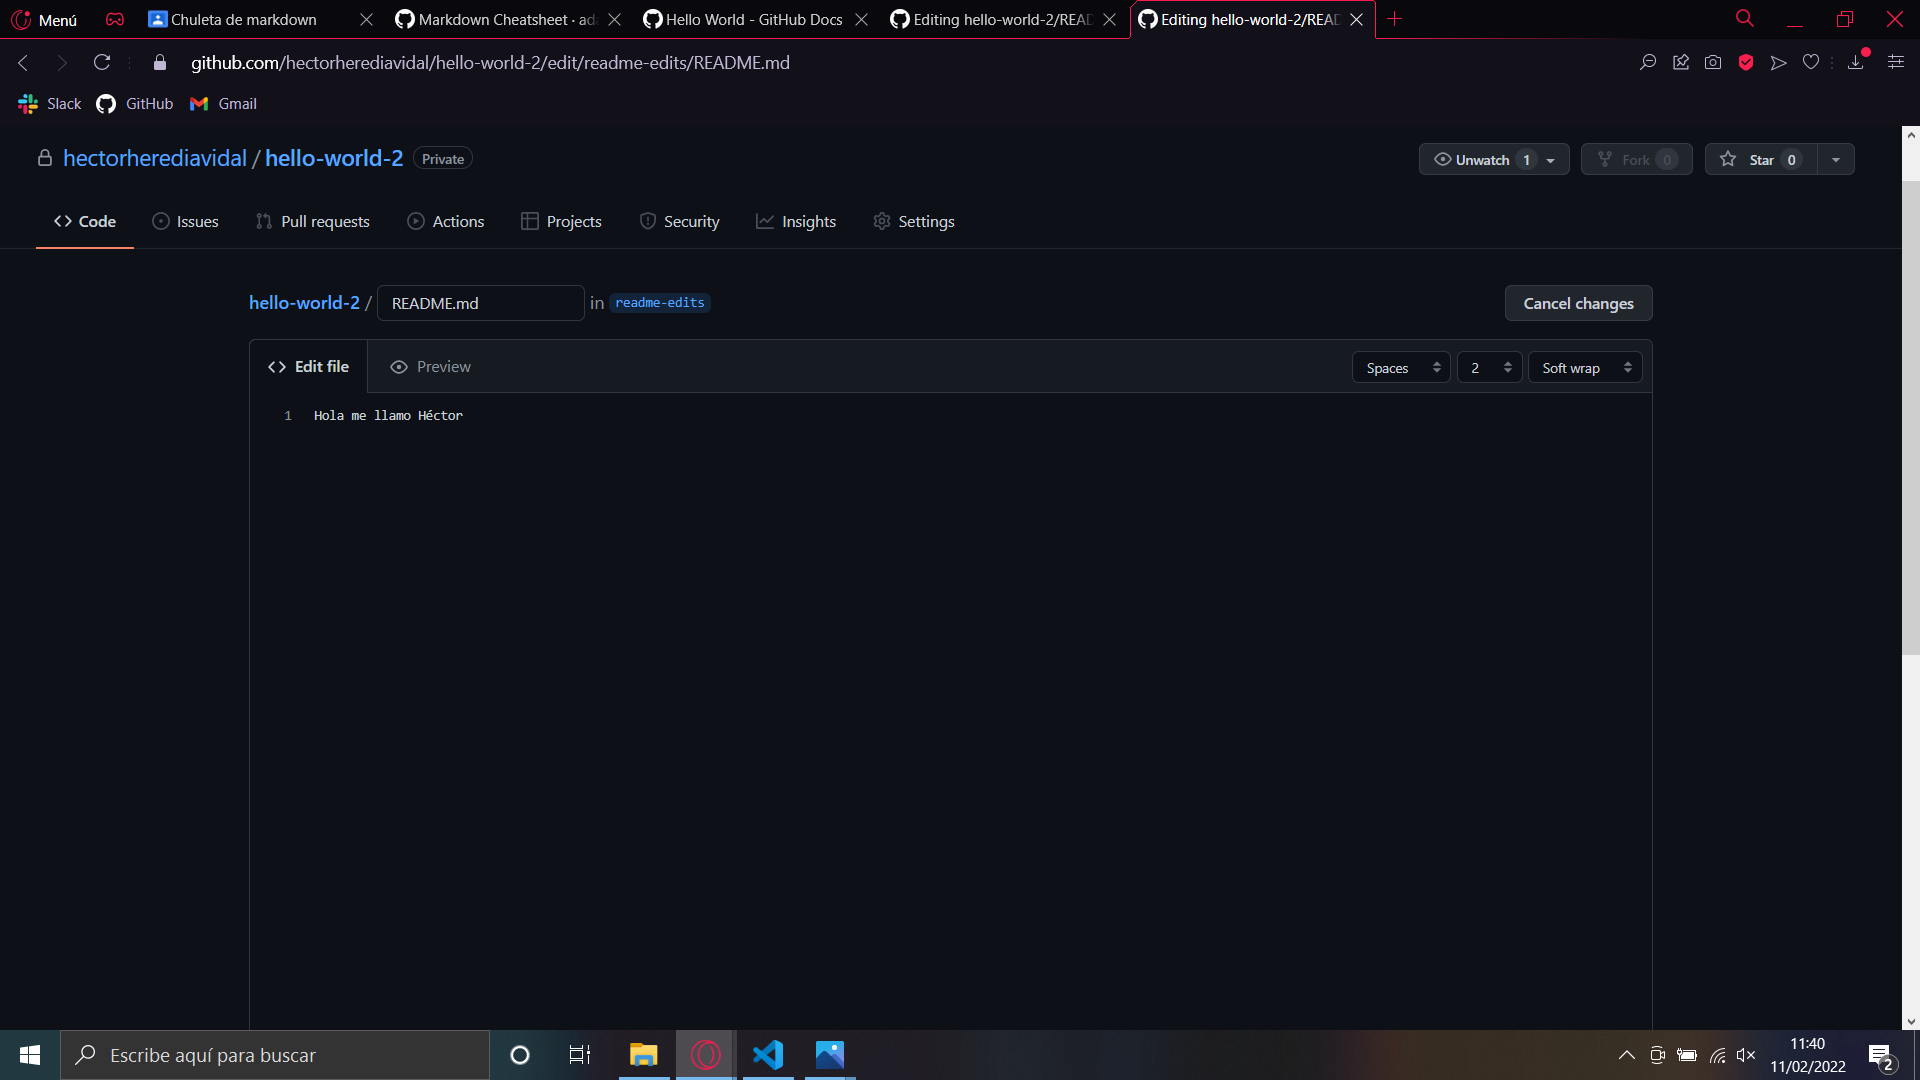 Menú
Chuleta de markdown
Markdown Cheatsheet · ad
Hello World - GitHub Docs
Editing hello-world-2/READ
Editing hello-world-2/READ
github.com/hectorherediavidal/hello-world-2/edit/readme-edits/README.md
Slack GitHub Gmail
hectorherediavidal / hello-world-2 Private
Unwatch 1 Fork 0 Star 0
Code Issues Pull requests Actions Projects Security Insights Settings
hello-world-2 / README.md in readme-edits Cancel changes
Edit file Preview Spaces 2 Soft wrap
1 Hola me llamo Héctor
Escribe aquí para buscar
11:40
11/02/2022
2